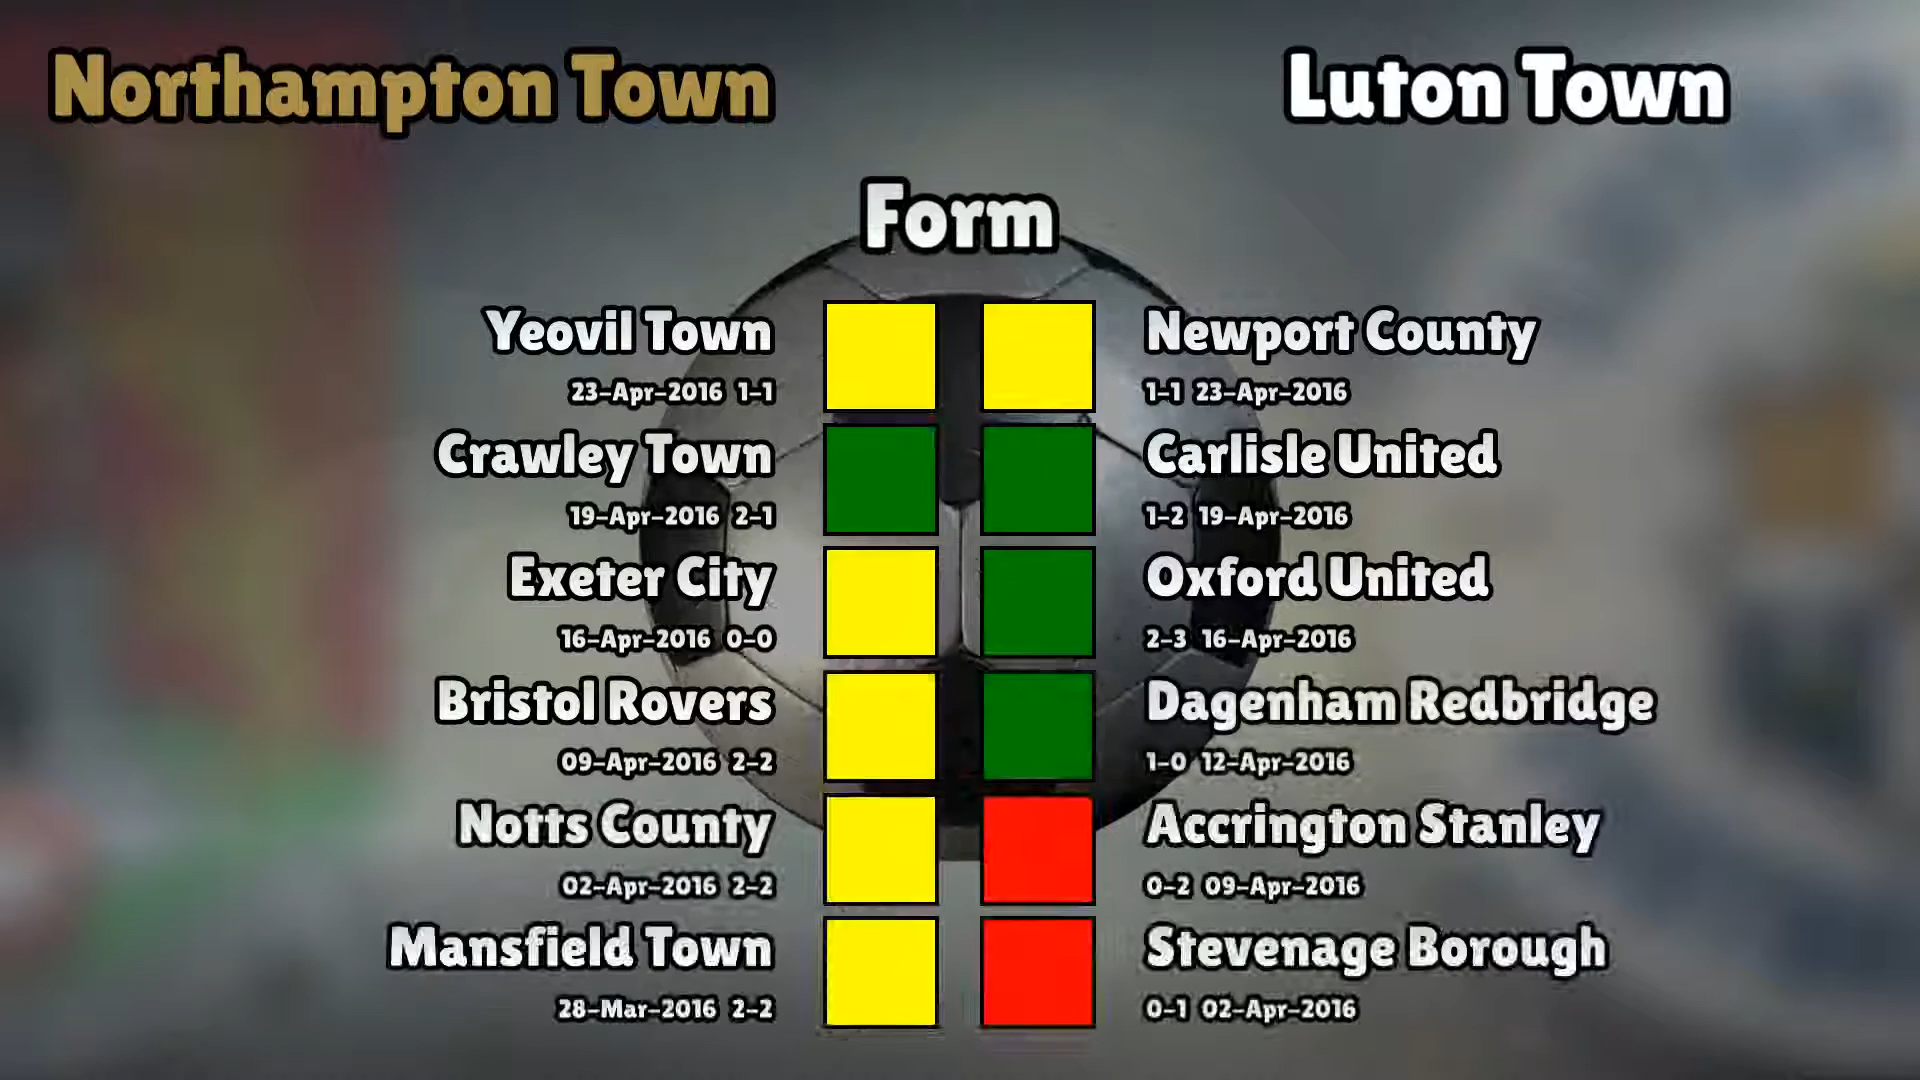 Northampton Town
Luton Town
Form
Yeovil Town
23-Apr-2016 1-1
Newport County
1-1 23-Apr-2016
Crawley Town
19-Apr-2016 2-1
Carlisle United
1-2 19-Apr-2016
Exeter City
16-Apr-2016 0-0
Oxford United
2-3 16-Apr-2016
Bristol Rovers
09-Apr-2016 2-2
Dagenham Redbridge
1-0 12-Apr-2016
Notts County
02-Apr-2016 2-2
Accrington Stanley
0-2 09-Apr-2016
Mansfield Town
28-Mar-2016 2-2
Stevenage Borough
0-1 02-Apr-2016